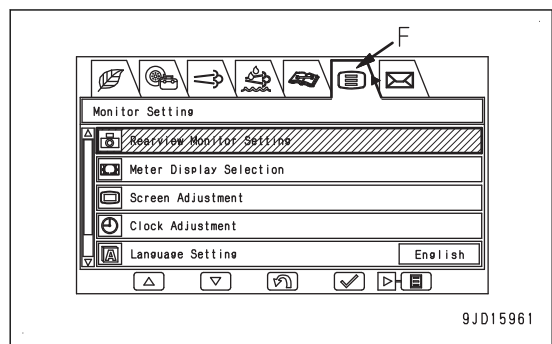 F
Monitor Setting
Rearview Monitor Setting
Meter Display Selection
Screen Adjustment
Clock Adjustment
Language Setting English
9JD15961